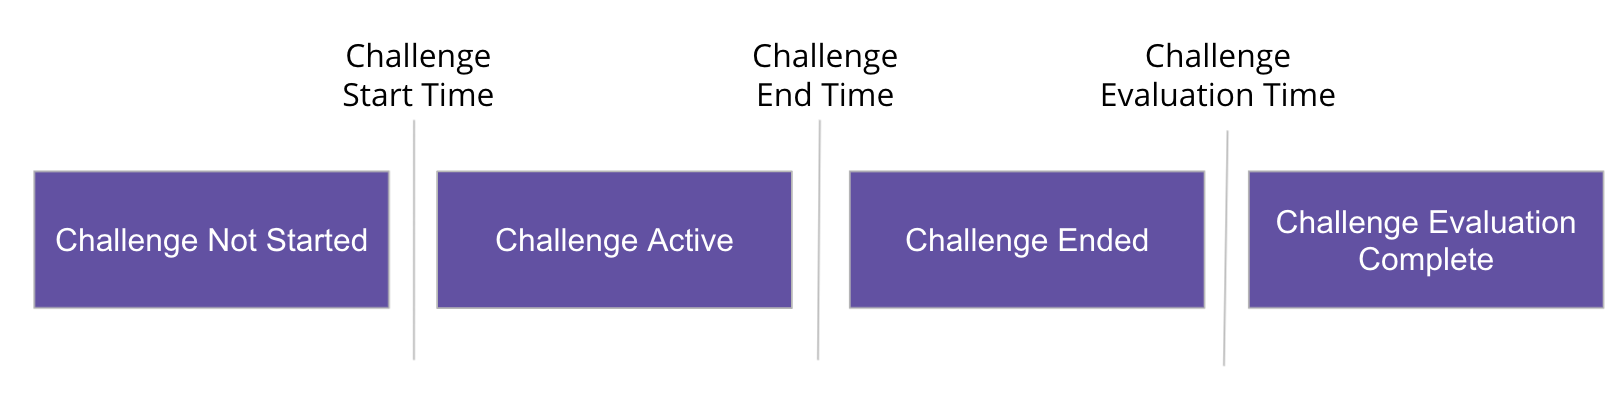 Challenge
Start Time
Challenge
End Time
Challenge
Evaluation Time
Challenge Not Started
Challenge Active
Challenge Ended
Challenge Evaluation
Complete